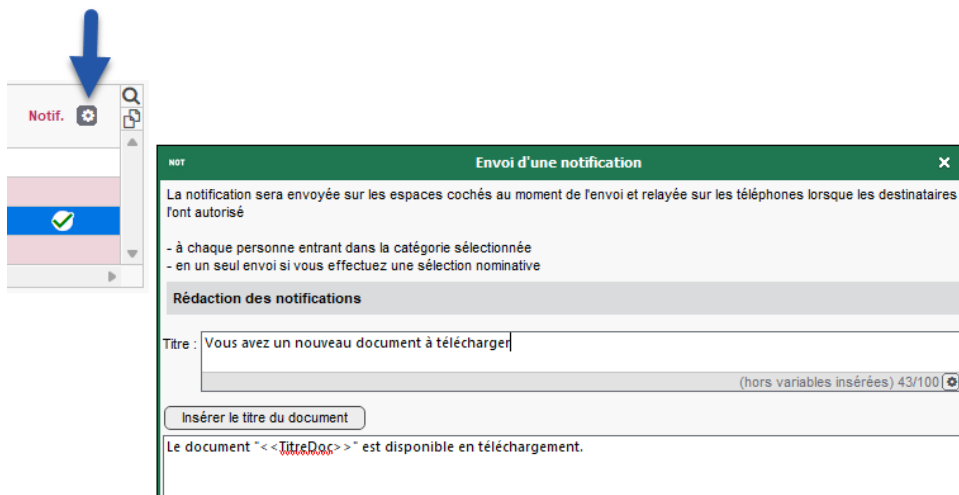 Notif.
NOT
Envoi d'une notification
La notification sera envoyée sur les espaces cochés au moment de l'envoi et relayée sur les téléphones lorsque les destinataires
l'ont autorisé
- à chaque personne entrant dans la catégorie sélectionnée
- en un seul envoi si vous effectuez une sélection nominative
Rédaction des notifications
Titre : Vous avez un nouveau document à télécharger
(hors variables insérées) 43/100
Insérer le titre du document
Le document "<<TitreDoc>>" est disponible en téléchargement.